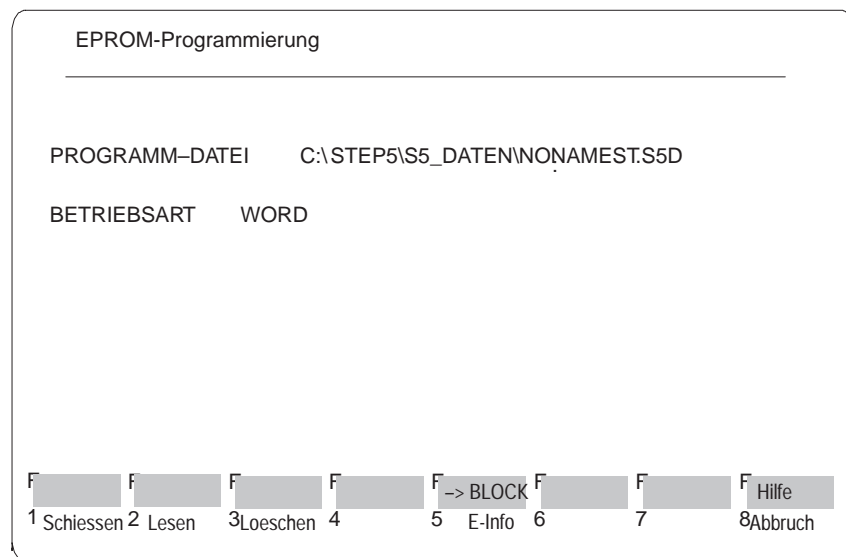 EPROM-Programmierung
PROGRAMM–DATEI C:\STEP5\S5_DATEN\NONAMEST.S5D
BETRIEBSART WORD
F F F F F –> BLOCK F F F Hilfe
1 Schiessen 2 Lesen 3 Loeschen 4 5 E-Info 6 7 8 Abbruch